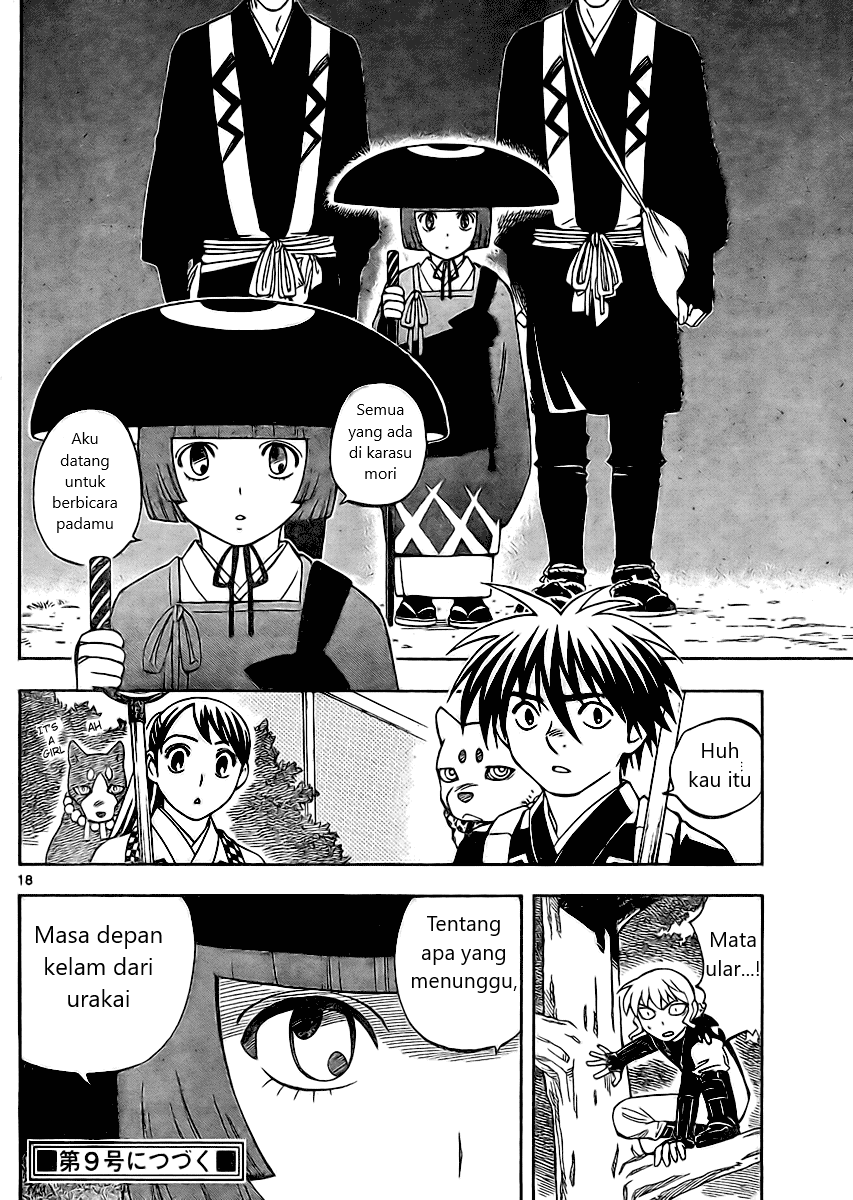 Semua
yang ada
di karasu
mori
Aku
datang
untuk
berbicara
padamu
Huh
kau itu
...
AH
IT'S
A
GIRL
18
Mata
ular...!
Tentang
apa yang
menunggu,
Masa depan
kelam dari
urakai
■第9号につづく■